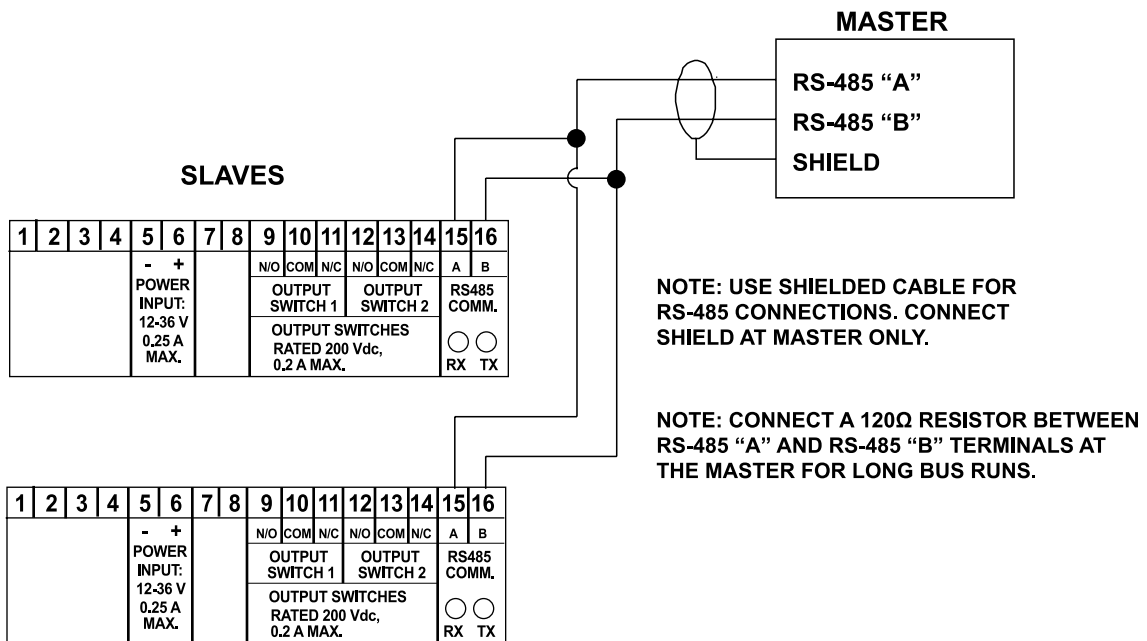 MASTER
RS-485 “A”
RS-485 “B”
SHIELD
SLAVES
1 2 3 4 5 6 7 8 9 10 11 12 13 14 15 16
- +
POWER
INPUT:
12-36 V
0.25 A
MAX.
N/O COM N/C N/O COM N/C A B
OUTPUT
SWITCH 1
OUTPUT
SWITCH 2
RS485
COMM.
OUTPUT SWITCHES
RATED 200 Vdc,
0.2 A MAX.
RX TX
NOTE: USE SHIELDED CABLE FOR
RS-485 CONNECTIONS. CONNECT
SHIELD AT MASTER ONLY.
NOTE: CONNECT A 120Ω RESISTOR BETWEEN
RS-485 “A” AND RS-485 “B” TERMINALS AT
THE MASTER FOR LONG BUS RUNS.
1 2 3 4 5 6 7 8 9 10 11 12 13 14 15 16
- +
POWER
INPUT:
12-36 V
0.25 A
MAX.
N/O COM N/C N/O COM N/C A B
OUTPUT
SWITCH 1
OUTPUT
SWITCH 2
RS485
COMM.
OUTPUT SWITCHES
RATED 200 Vdc,
0.2 A MAX.
RX TX